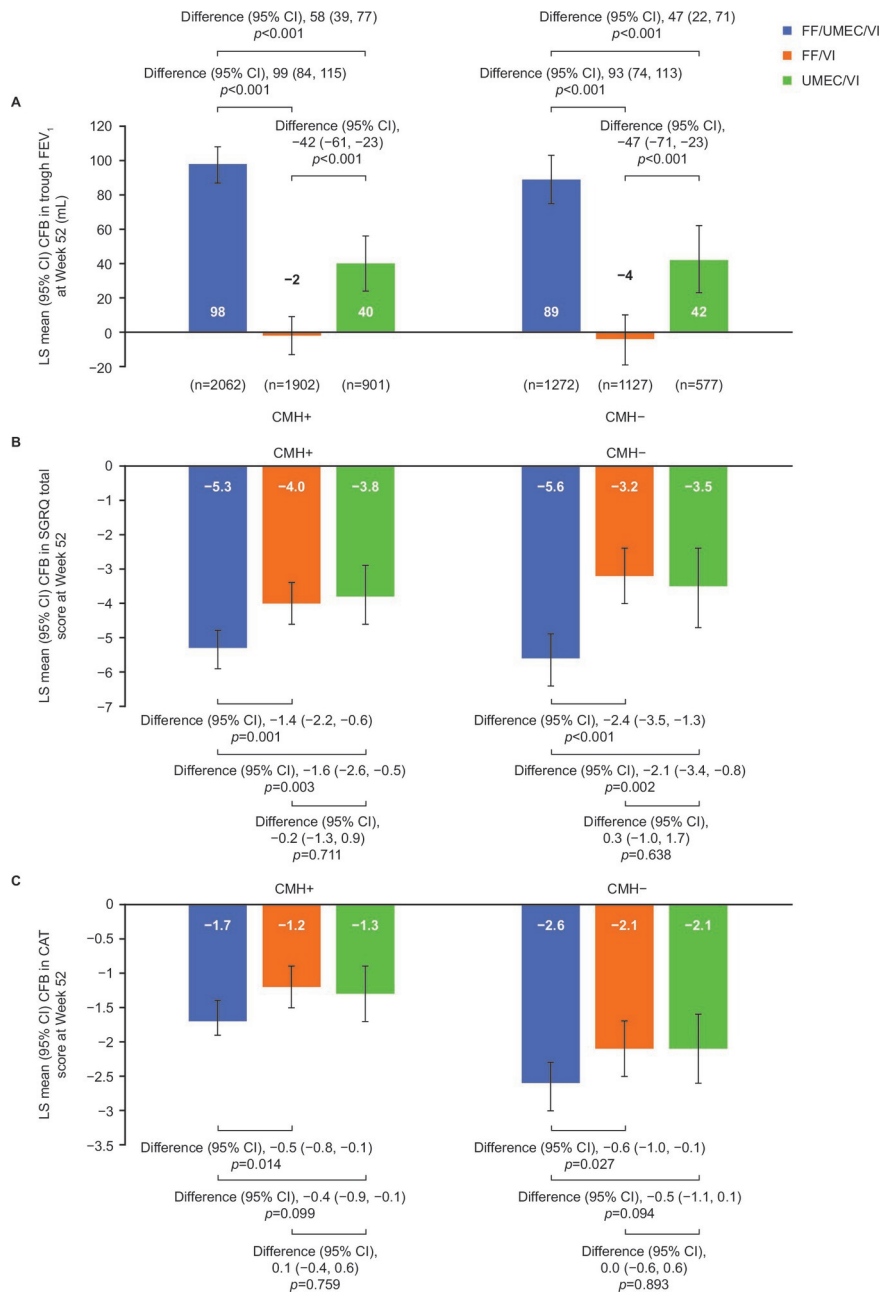 Difference (95% CI), 58 (39, 77)
p<0.001
Difference (95% CI), 99 (84, 115)
p<0.001
Difference (95% CI),
−42 (−61, −23)
p<0.001
Difference (95% CI), 47 (22, 71)
p<0.001
Difference (95% CI), 93 (74, 113)
p<0.001
Difference (95% CI),
−47 (−71, −23)
p<0.001
FF/UMEC/VI
FF/VI
UMEC/VI
A
LS mean (95% CI) CFB in trough FEV1
at Week 52 (mL)
120
100
80
60
40
20
0
−20
98
−2
40
89
−4
42
(n=2062)
(n=1902)
(n=901)
(n=1272)
(n=1127)
(n=577)
CMH+
CMH−
B
CMH+
CMH−
LS mean (95% CI) CFB in SGRQ total
score at Week 52
0
−1
−2
−3
−4
−5
−6
−7
−5.3
−4.0
−3.8
−5.6
−3.2
−3.5
Difference (95% CI), −1.4 (−2.2, −0.6)
p=0.001
Difference (95% CI), −1.6 (−2.6, −0.5)
p=0.003
Difference (95% CI),
−0.2 (−1.3, 0.9)
p=0.711
Difference (95% CI), −2.4 (−3.5, −1.3)
p<0.001
Difference (95% CI), −2.1 (−3.4, −0.8)
p=0.002
Difference (95% CI),
0.3 (−1.0, 1.7)
p=0.638
C
CMH+
CMH−
LS mean (95% CI) CFB in CAT
score at Week 52
0
−0.5
−1
−1.5
−2
−2.5
−3
−3.5
−1.7
−1.2
−1.3
−2.6
−2.1
−2.1
Difference (95% CI), −0.5 (−0.8, −0.1)
p=0.014
Difference (95% CI), −0.4 (−0.9, −0.1)
p=0.099
Difference (95% CI),
0.1 (−0.4, 0.6)
p=0.759
Difference (95% CI), −0.6 (−1.0, −0.1)
p=0.027
Difference (95% CI), −0.5 (−1.1, 0.1)
p=0.094
Difference (95% CI),
0.0 (−0.6, 0.6)
p=0.893